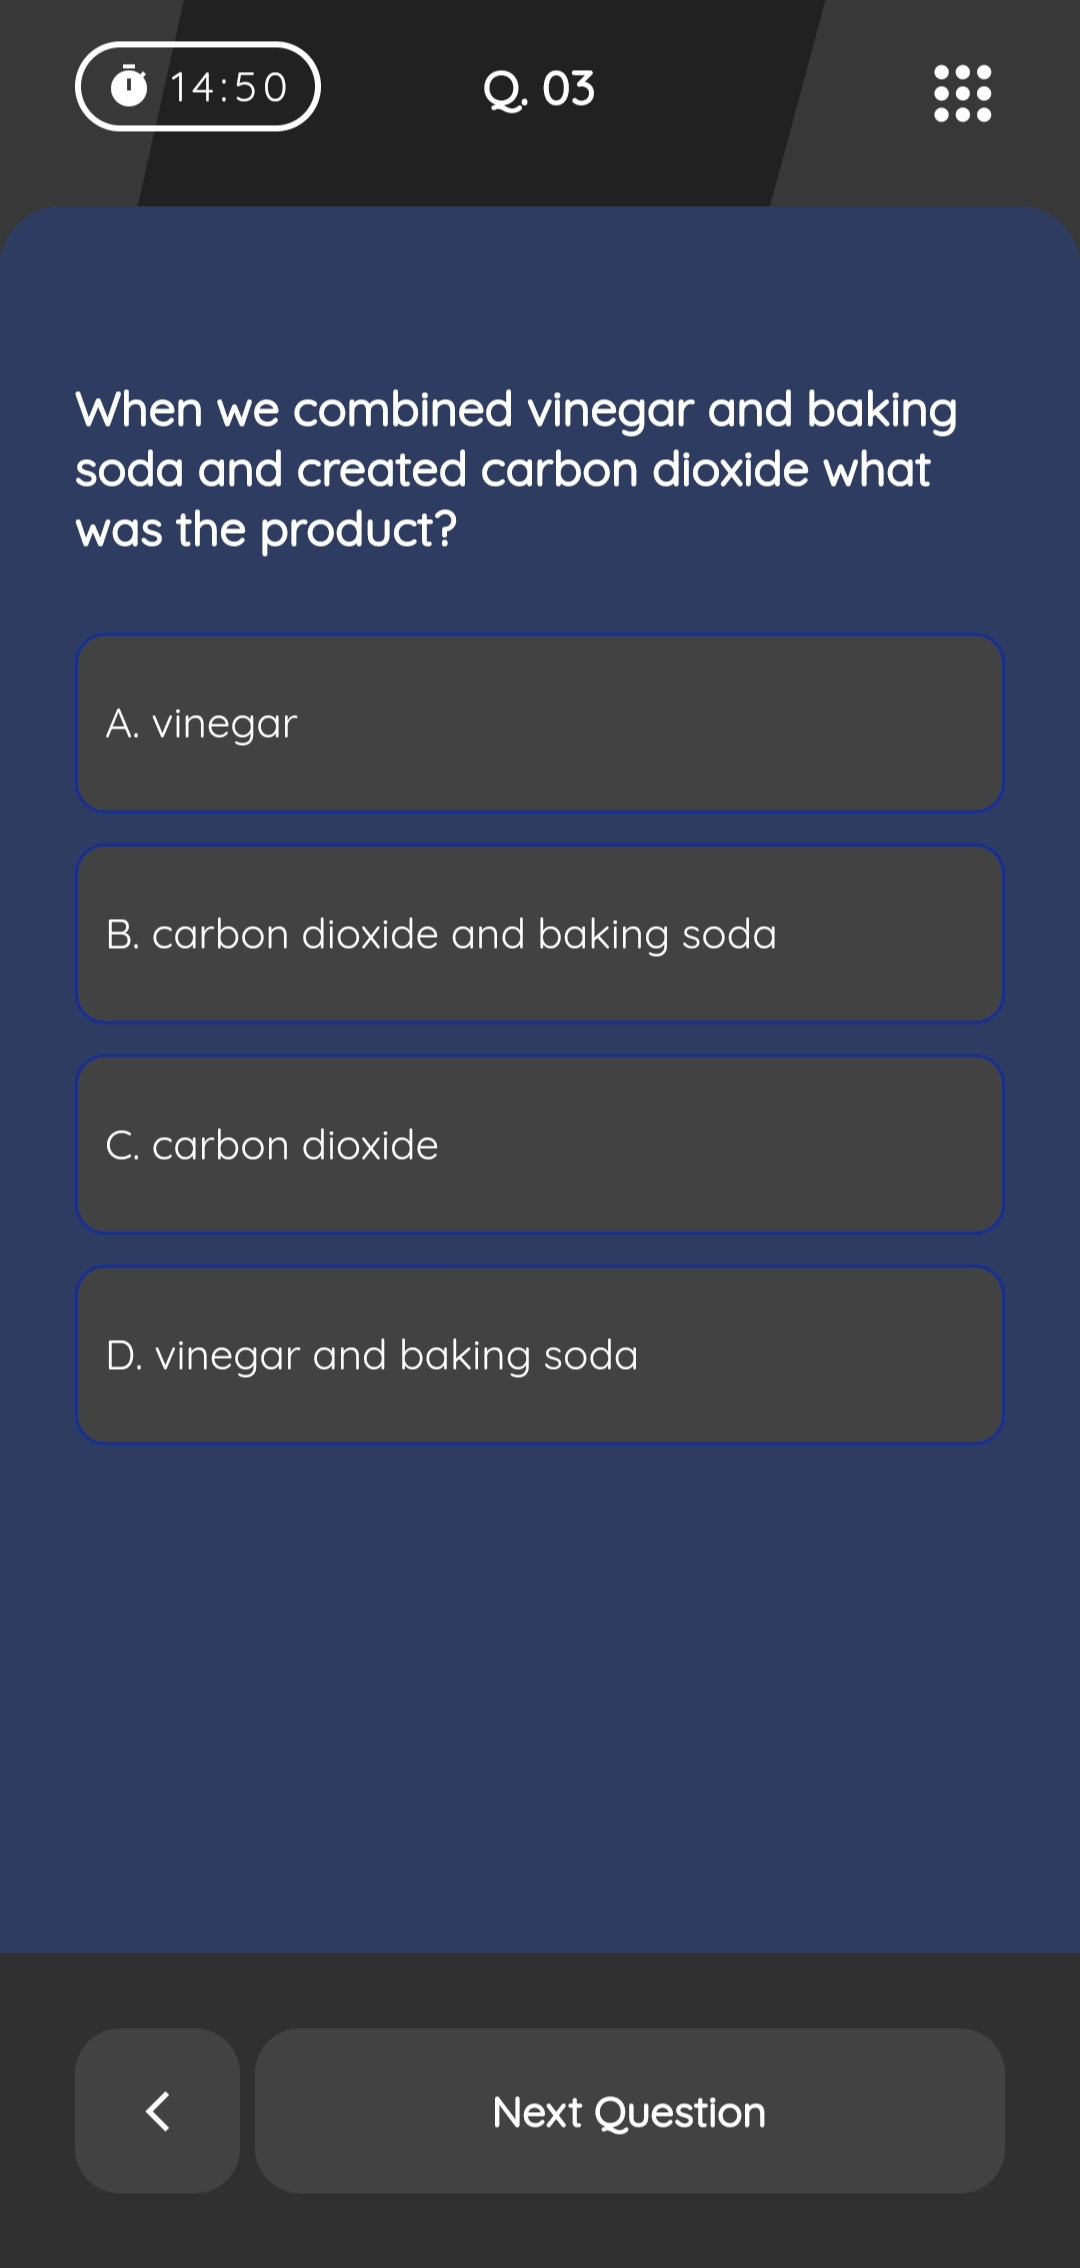 14:50
Q. 03
When we combined vinegar and baking
soda and created carbon dioxide what
was the product?
A. vinegar
B. carbon dioxide and baking soda
C. carbon dioxide
D. vinegar and baking soda
Next Question